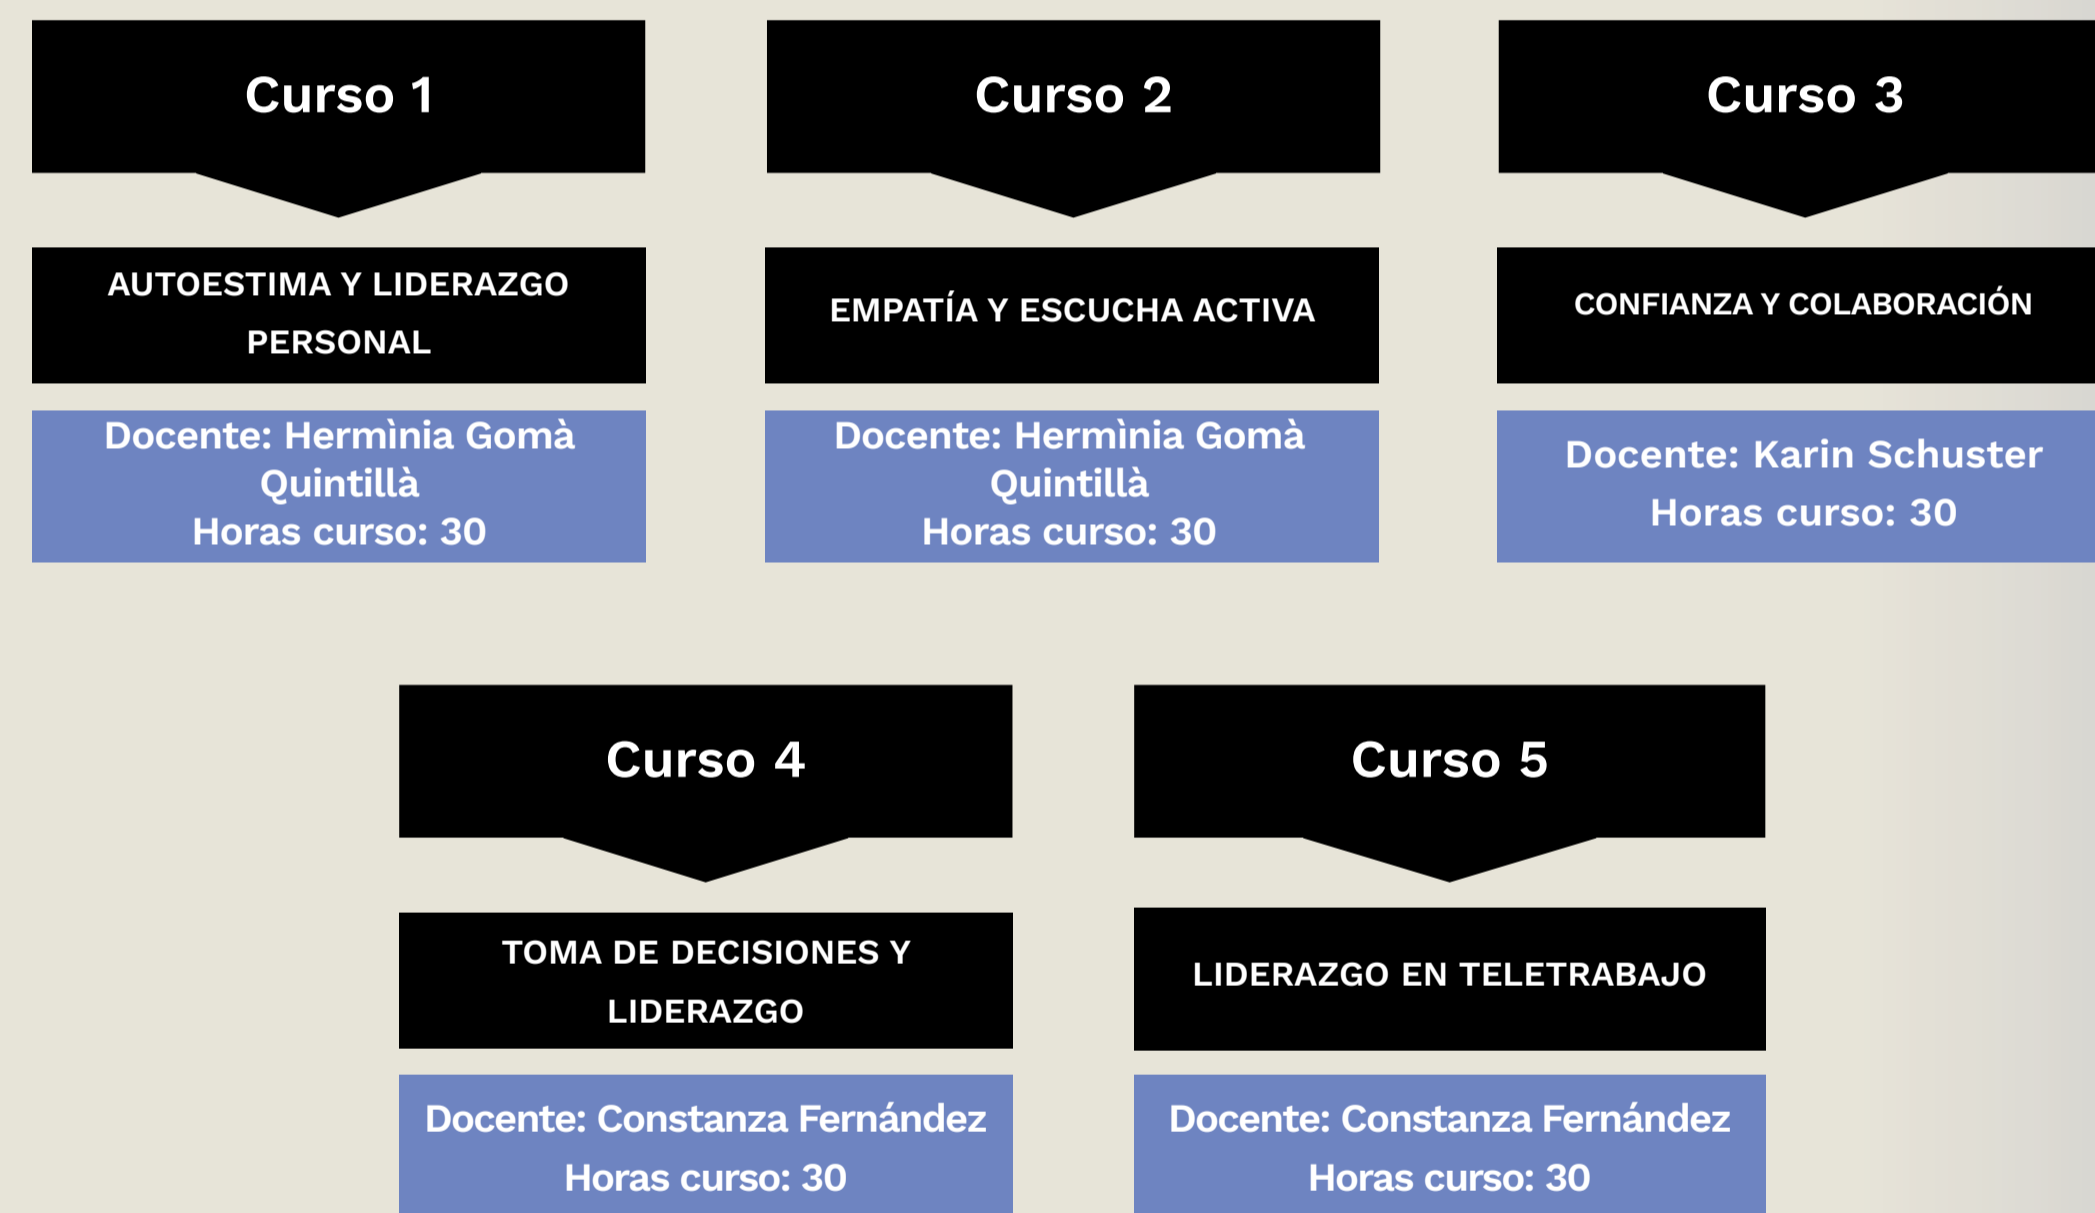 Curso 1
AUTOESTIMA Y LIDERAZGO
PERSONAL
Docente: Hermìnia Gomà
Quintillà
Horas curso: 30
Curso 2
EMPATÍA Y ESCUCHA ACTIVA
Docente: Hermìnia Gomà
Quintillà
Horas curso: 30
Curso 3
CONFIANZA Y COLABORACIÓN
Docente: Karin Schuster
Horas curso: 30
Curso 4
TOMA DE DECISIONES Y
LIDERAZGO
Docente: Constanza Fernández
Horas curso: 30
Curso 5
LIDERAZGO EN TELETRABAJO
Docente: Constanza Fernández
Horas curso: 30